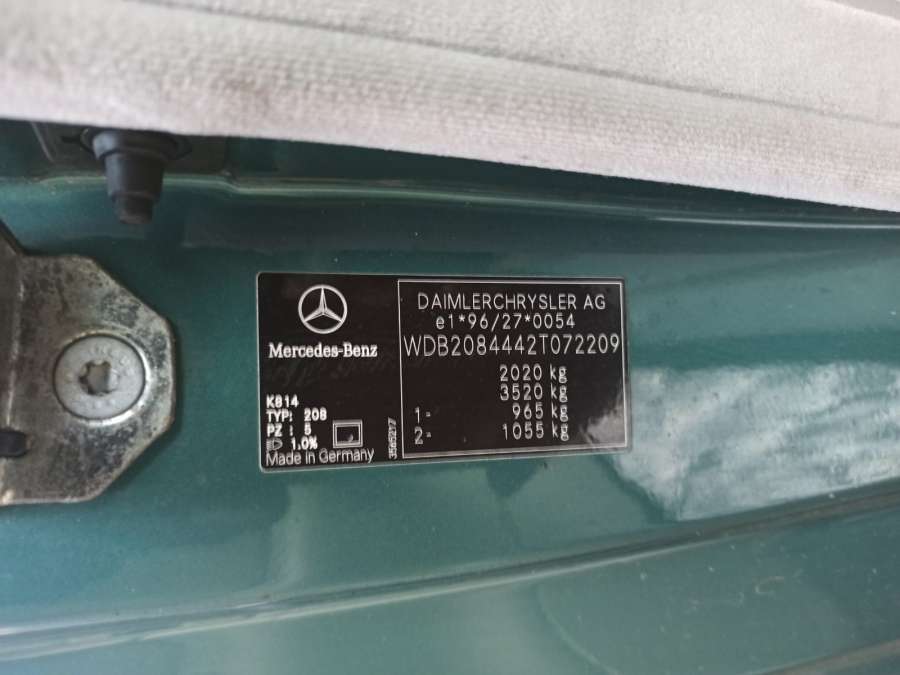 Mercedes-Benz
K814
TYP: 208
PZ : 5
1.0%
Made in Germany
3565217
DAIMLERCHRYSLER AG
e1*96/27*0054
WDB2084442T072209
2020 kg
3520 kg
1- 965 kg
2- 1055 kg